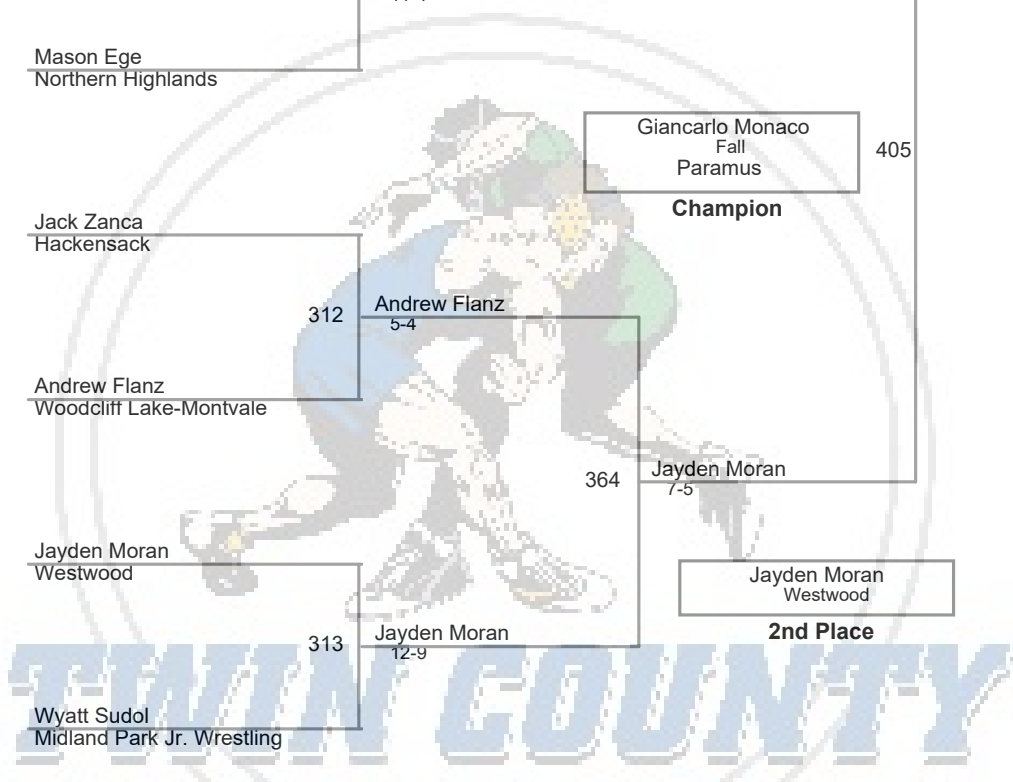 Mason Ege
Northern Highlands
Giancarlo Monaco
Fall
Paramus
405
Champion
Jack Zanca
Hackensack
312
Andrew Flanz
5-4
Andrew Flanz
Woodcliff Lake-Montvale
364
Jayden Moran
7-5
Jayden Moran
Westwood
Jayden Moran
Westwood
2nd Place
313
Jayden Moran
12-9
Wyatt Sudol
Midland Park Jr. Wrestling
TWIN COUNTY